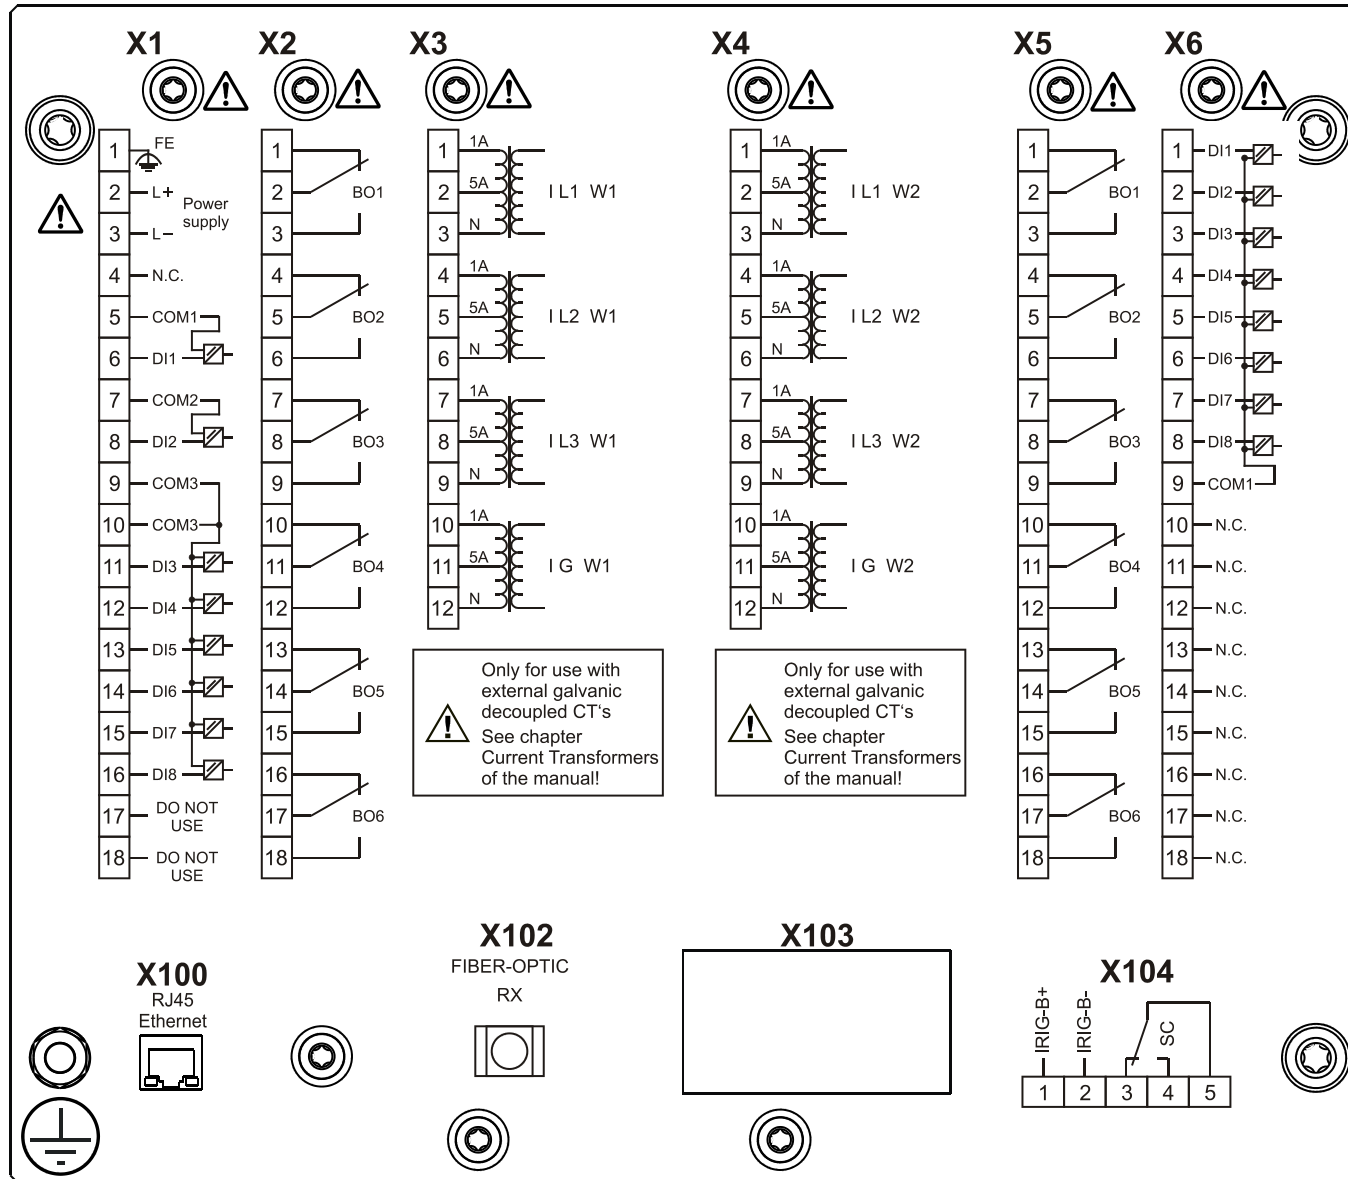 X1
1 FE
2 L+ Power
supply
3 L–
4 N.C.
5 COM1
6 DI1
7 COM2
8 DI2
9 COM3
10 COM3
11 DI3
12 DI4
13 DI5
14 DI6
15 DI7
16 DI8
17 DO NOT
USE
18 DO NOT
USE
X2
1
2 BO1
3
4
5 BO2
6
7
8 BO3
9
10
11 BO4
12
13
14 BO5
15
16
17 BO6
18
X3
1 1A
2 5A I L1 W1
3 N
4 1A
5 5A I L2 W1
6 N
7 1A
8 5A I L3 W1
9 N
10 1A
11 5A I G W1
12 N
Only for use with
external galvanic
decoupled CT‘s
See chapter
Current Transformers
of the manual!
X4
1 1A
2 5A I L1 W2
3 N
4 1A
5 5A I L2 W2
6 N
7 1A
8 5A I L3 W2
9 N
10 1A
11 5A I G W2
12 N
Only for use with
external galvanic
decoupled CT‘s
See chapter
Current Transformers
of the manual!
X5
1
2 BO1
3
4
5 BO2
6
7
8 BO3
9
10
11 BO4
12
13
14 BO5
15
16
17 BO6
18
X6
1 DI1
2 DI2
3 DI3
4 DI4
5 DI5
6 DI6
7 DI7
8 DI8
9 COM1
10 N.C.
11 N.C.
12 N.C.
13 N.C.
14 N.C.
15 N.C.
16 N.C.
17 N.C.
18 N.C.
X100
RJ45
Ethernet
X102
FIBER-OPTIC
RX
X103
X104
IRIG-B+
IRIG-B-
SC
1 2 3 4 5